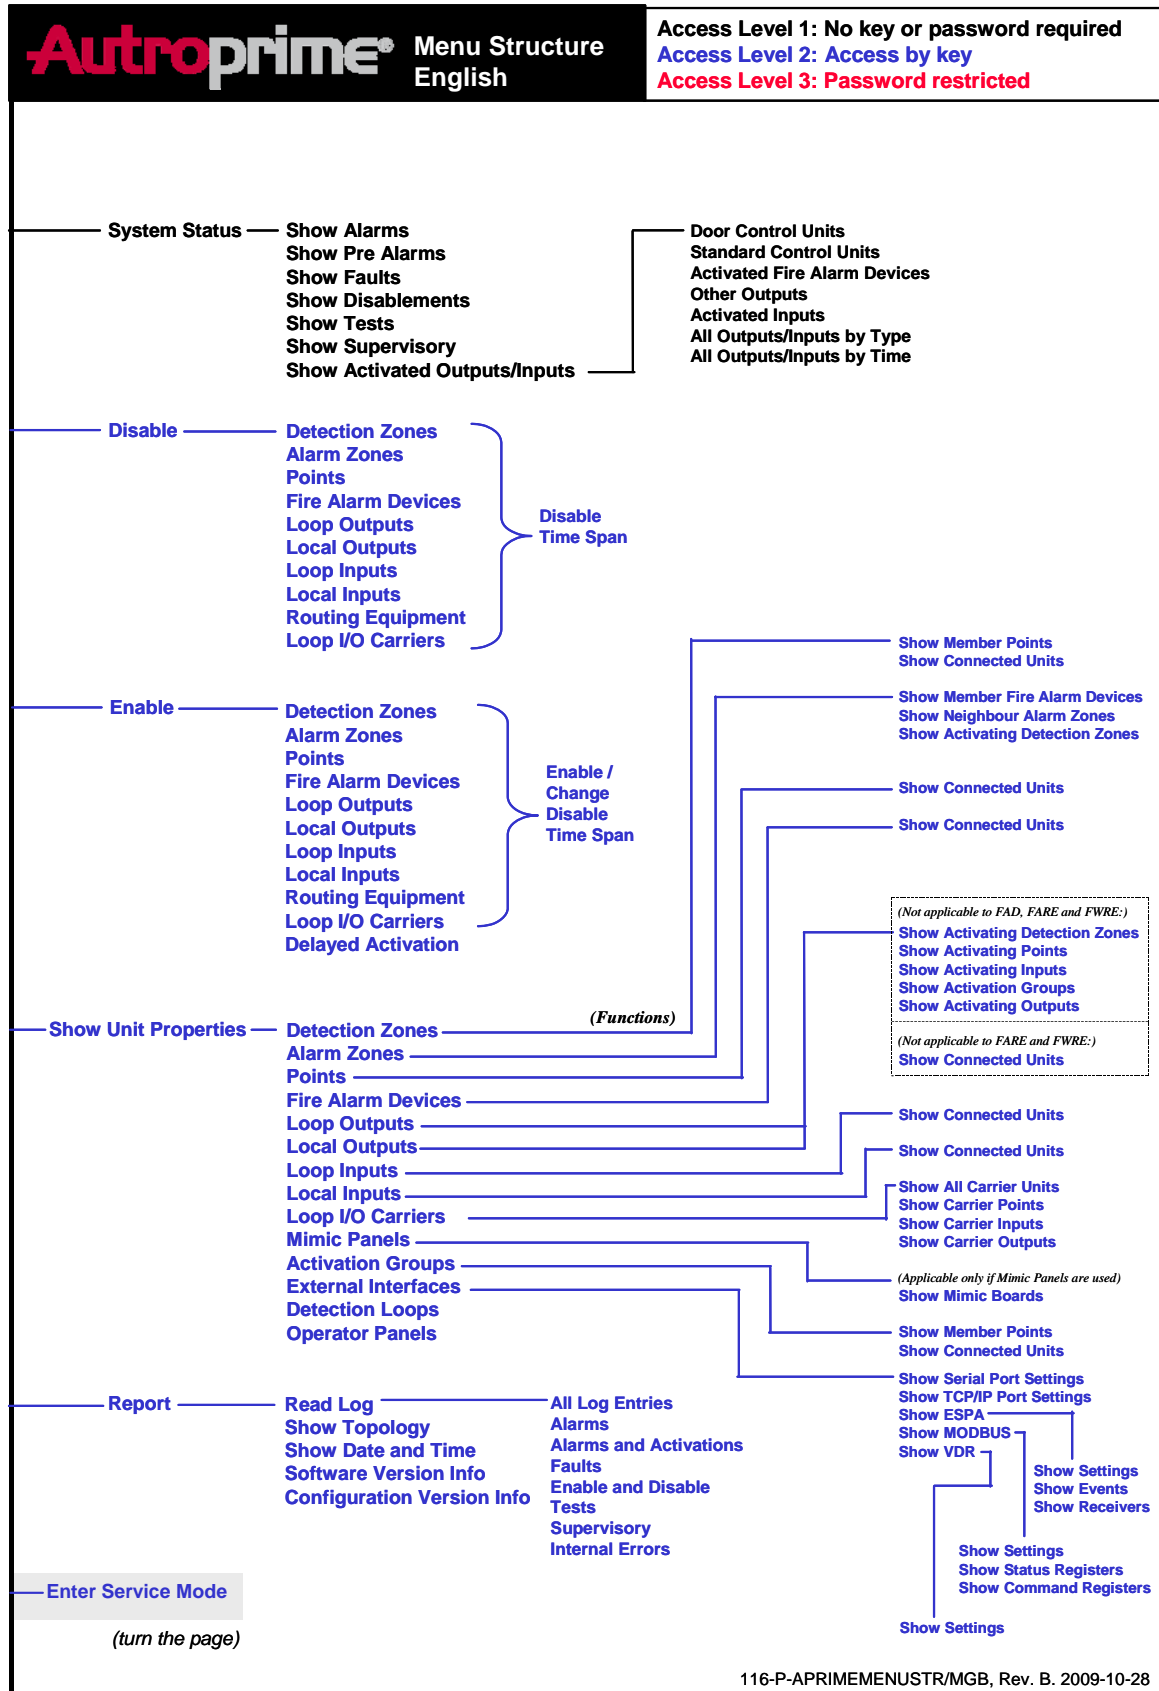 Autroprime®
Menu Structure
English
Access Level 1: No key or password required
Access Level 2: Access by key
Access Level 3: Password restricted
System Status
Show Alarms
Show Pre Alarms
Show Faults
Show Disablements
Show Tests
Show Supervisory
Show Activated Outputs/Inputs
Door Control Units
Standard Control Units
Activated Fire Alarm Devices
Other Outputs
Activated Inputs
All Outputs/Inputs by Type
All Outputs/Inputs by Time
Disable
Detection Zones
Alarm Zones
Points
Fire Alarm Devices
Loop Outputs
Local Outputs
Loop Inputs
Local Inputs
Routing Equipment
Loop I/O Carriers
Disable
Time Span
Enable
Detection Zones
Alarm Zones
Points
Fire Alarm Devices
Loop Outputs
Local Outputs
Loop Inputs
Local Inputs
Routing Equipment
Loop I/O Carriers
Delayed Activation
Enable /
Change
Disable
Time Span
Show Unit Properties
Detection Zones
Alarm Zones
Points
Fire Alarm Devices
Loop Outputs
Local Outputs
Loop Inputs
Local Inputs
Loop I/O Carriers
Mimic Panels
Activation Groups
External Interfaces
Detection Loops
Operator Panels
(Functions)
Show Member Points
Show Connected Units
Show Member Fire Alarm Devices
Show Neighbour Alarm Zones
Show Activating Detection Zones
Show Connected Units
Show Connected Units
(Not applicable to FAD, FARE and FWRE:)
Show Activating Detection Zones
Show Activating Points
Show Activating Inputs
Show Activation Groups
Show Activating Outputs
(Not applicable to FARE and FWRE:)
Show Connected Units
Show Connected Units
Show Connected Units
Show All Carrier Units
Show Carrier Points
Show Carrier Inputs
Show Carrier Outputs
(Applicable only if Mimic Panels are used)
Show Mimic Boards
Show Member Points
Show Connected Units
Show Serial Port Settings
Show TCP/IP Port Settings
Show ESPA
Show MODBUS
Show VDR
Show Settings
Show Events
Show Receivers
Show Settings
Show Status Registers
Show Command Registers
Show Settings
Report
Read Log
Show Topology
Show Date and Time
Software Version Info
Configuration Version Info
All Log Entries
Alarms
Alarms and Activations
Faults
Enable and Disable
Tests
Supervisory
Internal Errors
Enter Service Mode
(turn the page)
116-P-APRIMEMENUSTR/MGB, Rev. B. 2009-10-28